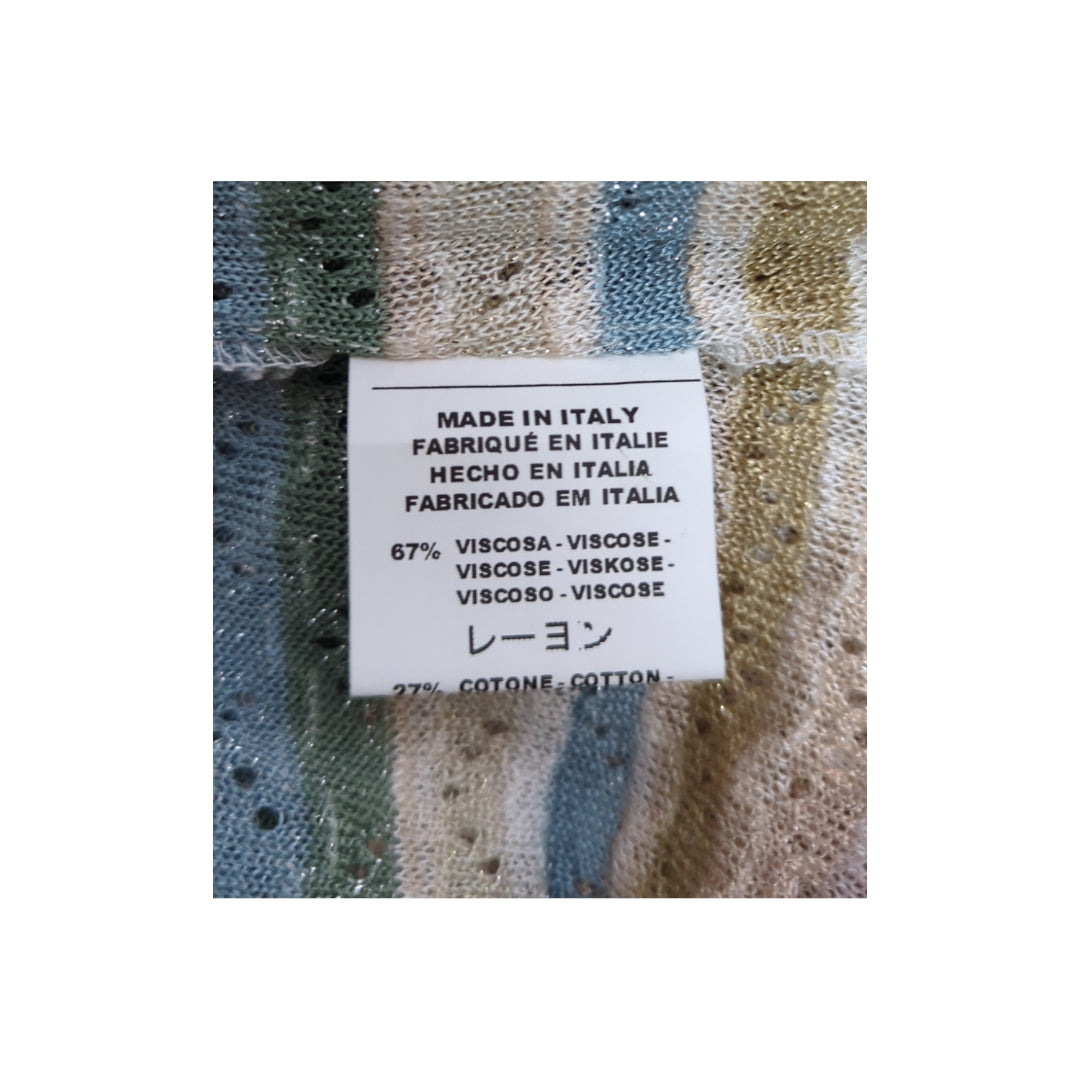 MADE IN ITALY
FABRIQUÉ EN ITALIE
HECHO EN ITALIA
FABRICADO EM ITALIA
67% VISCOSA - VISCOSE -
VISCOSE - VISKOSE -
VISCOSO - VISCOSE
レーヨン
27% COTONE - COTTON -